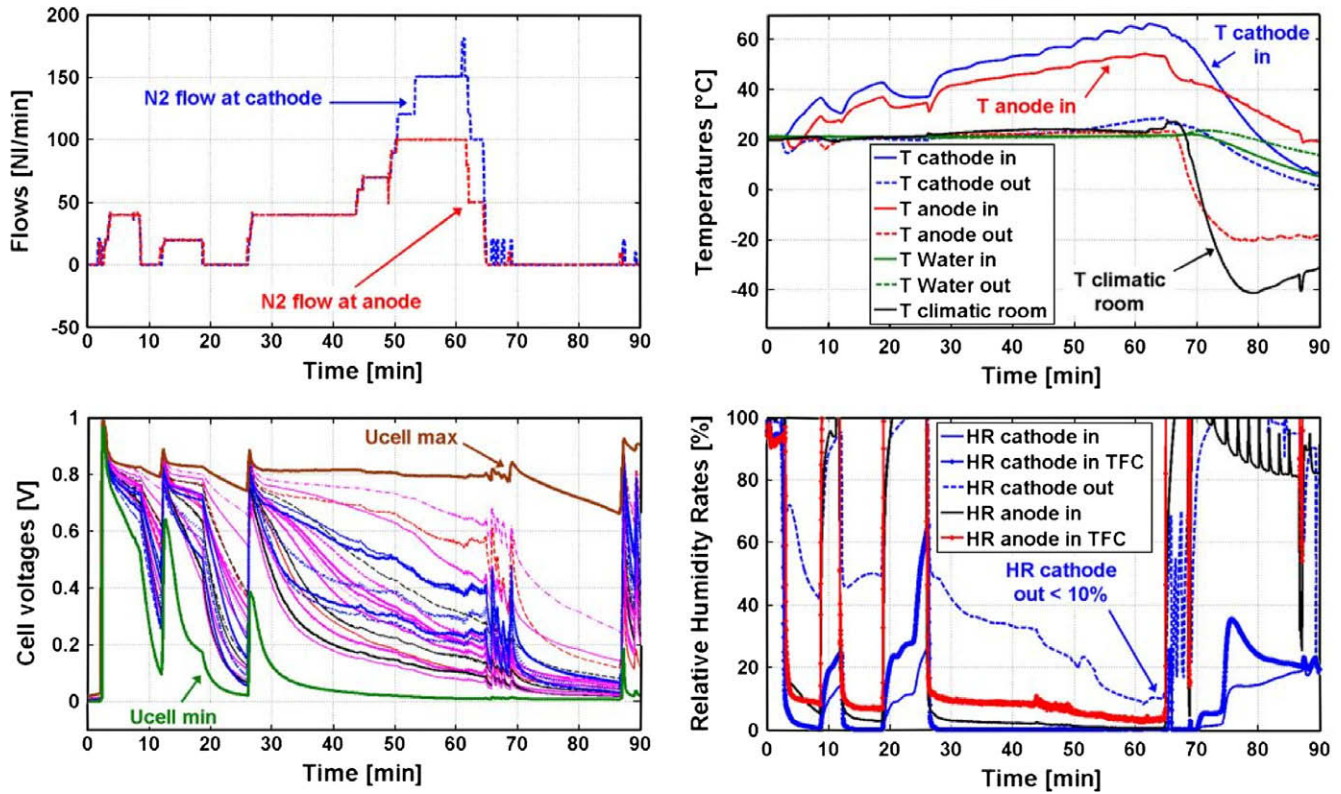 200
150
100
50
0
-50
Flows [Nl/min]
N2 flow at cathode
N2 flow at anode
0 10 20 30 40 50 60 70 80 90
Time [min]
60
40
20
0
-20
-40
Temperatures [°C]
T cathode
in
T anode in
T cathode in
T cathode out
T anode in
T anode out
T Water in
T Water out
T climatic room
T climatic
room
0 10 20 30 40 50 60 70 80 90
Time [min]
1
0.8
0.6
0.4
0.2
0
Cell voltages [V]
Ucell max
Ucell min
0 10 20 30 40 50 60 70 80 90
Time [min]
100
80
60
40
20
0
Relative Humidity Rates [%]
HR cathode in
HR cathode in TFC
HR cathode out
HR anode in
HR anode in TFC
HR cathode
out < 10%
0 10 20 30 40 50 60 70 80 90
Time [min]